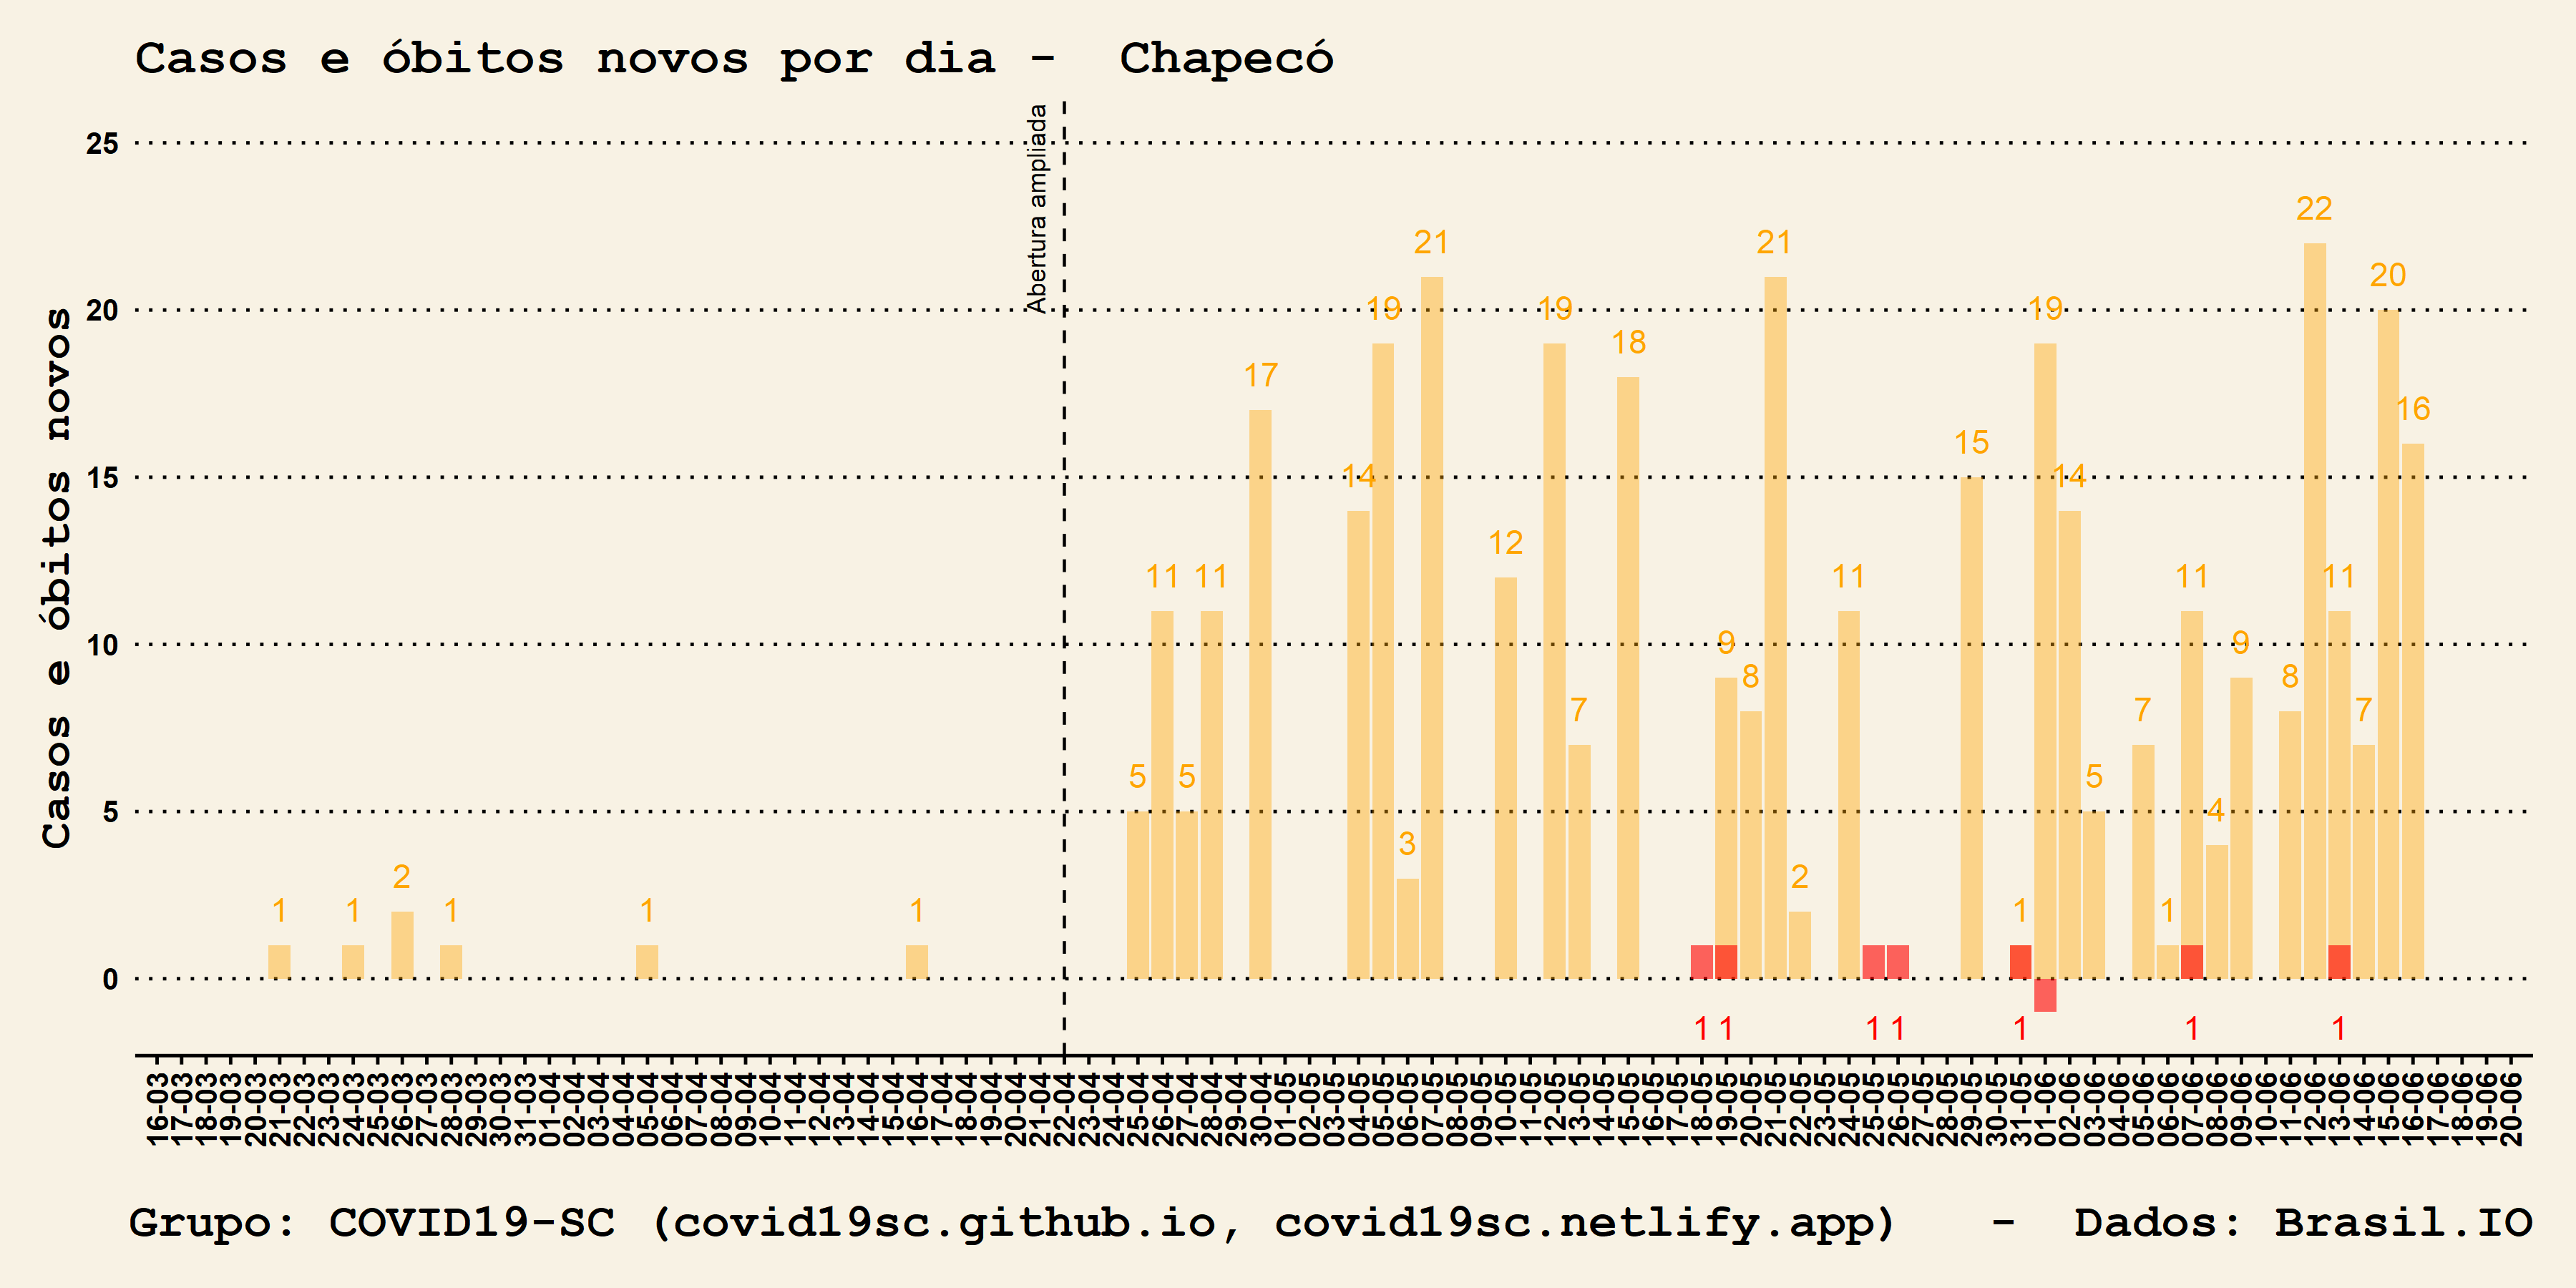 Casos e óbitos novos por dia -  Chapecó
Abertura ampliada
Casos e óbitos novos
25
20
15
10
5
0
1 1 2 1 1 1 5 11 5 11 17 14 19 3 21 12 19 7 18 9 8 21 2 11 15 1 19 14 5 7 1 11 4 9 8 22 11 7 20 16
1 1 1 1 1 1 1
16-03 17-03 18-03 19-03 20-03 21-03 22-03 23-03 24-03 25-03 26-03 27-03 28-03 29-03 30-03 31-03 01-04 02-04 03-04 04-04 05-04 06-04 07-04 08-04 09-04 10-04 11-04 12-04 13-04 14-04 15-04 16-04 17-04 18-04 19-04 20-04 21-04 22-04 23-04 24-04 25-04 26-04 27-04 28-04 29-04 30-04 01-05 02-05 03-05 04-05 05-05 06-05 07-05 08-05 09-05 10-05 11-05 12-05 13-05 14-05 15-05 16-05 17-05 18-05 19-05 20-05 21-05 22-05 23-05 24-05 25-05 26-05 27-05 28-05 29-05 30-05 31-05 01-06 02-06 03-06 04-06 05-06 06-06 07-06 08-06 09-06 10-06 11-06 12-06 13-06 14-06 15-06 16-06 17-06 18-06 19-06 20-06
Grupo: COVID19-SC (covid19sc.github.io, covid19sc.netlify.app)   -  Dados: Brasil.IO